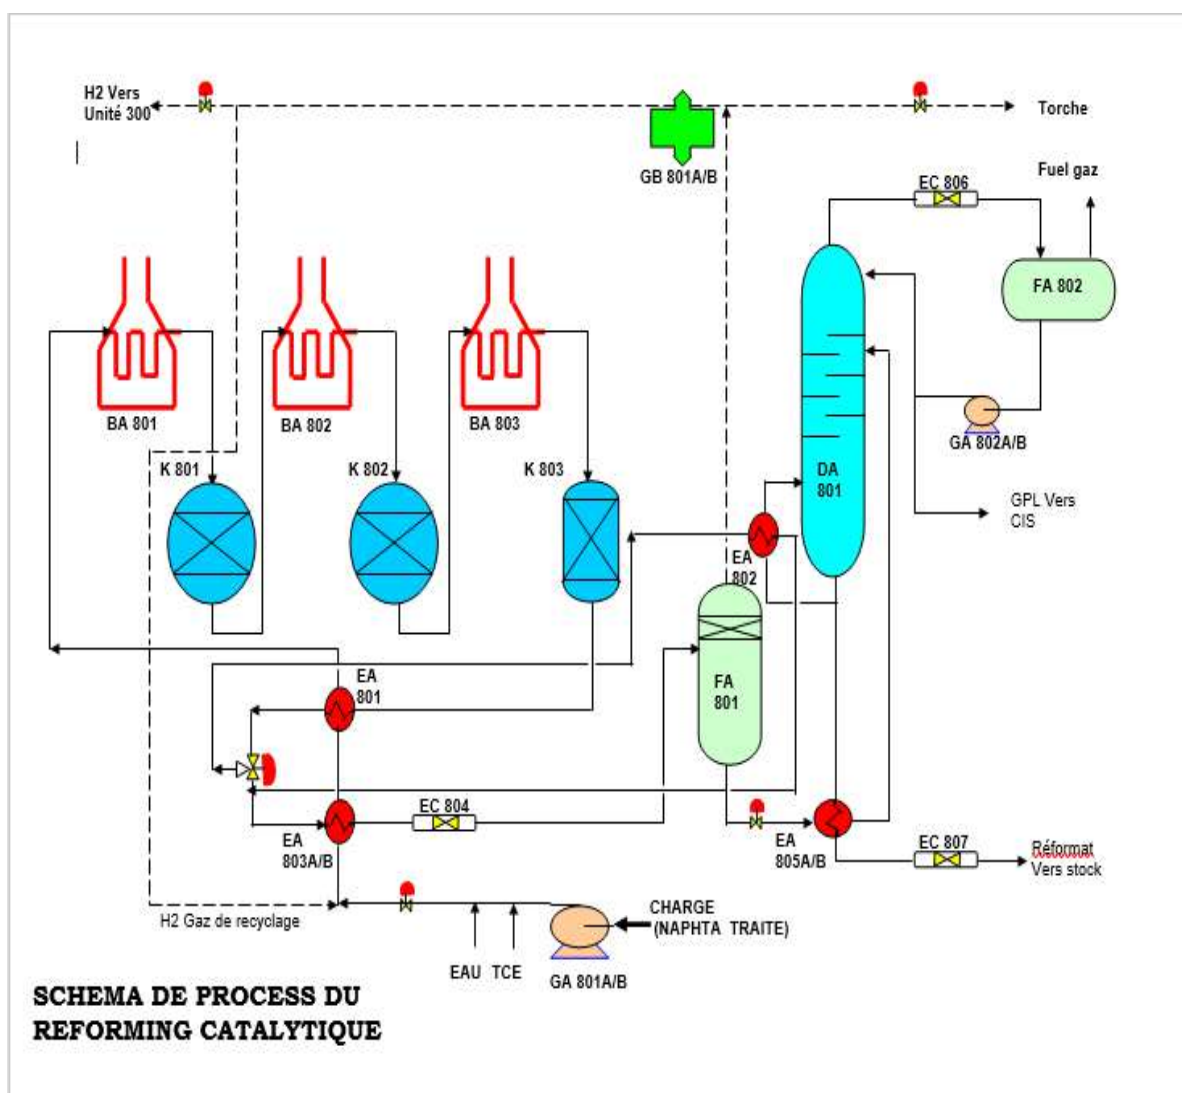 H2 Vers
Unité 300
Torche
GB 801A/B
Fuel gaz
EC 806
FA 802
BA 801
BA 802
BA 803
GA 802A/B
K 801
K 802
K 803
DA
801
GPL Vers
CIS
EA
802
EA
801
FA
801
EC 804
EA
803A/B
EA
805A/B
EC 807
Réformat
Vers stock
H2 Gaz de recyclage
CHARGE
(NAPHTA TRAITE)
EAU TCE
GA 801A/B
SCHEMA DE PROCESS DU
REFORMING CATALYTIQUE